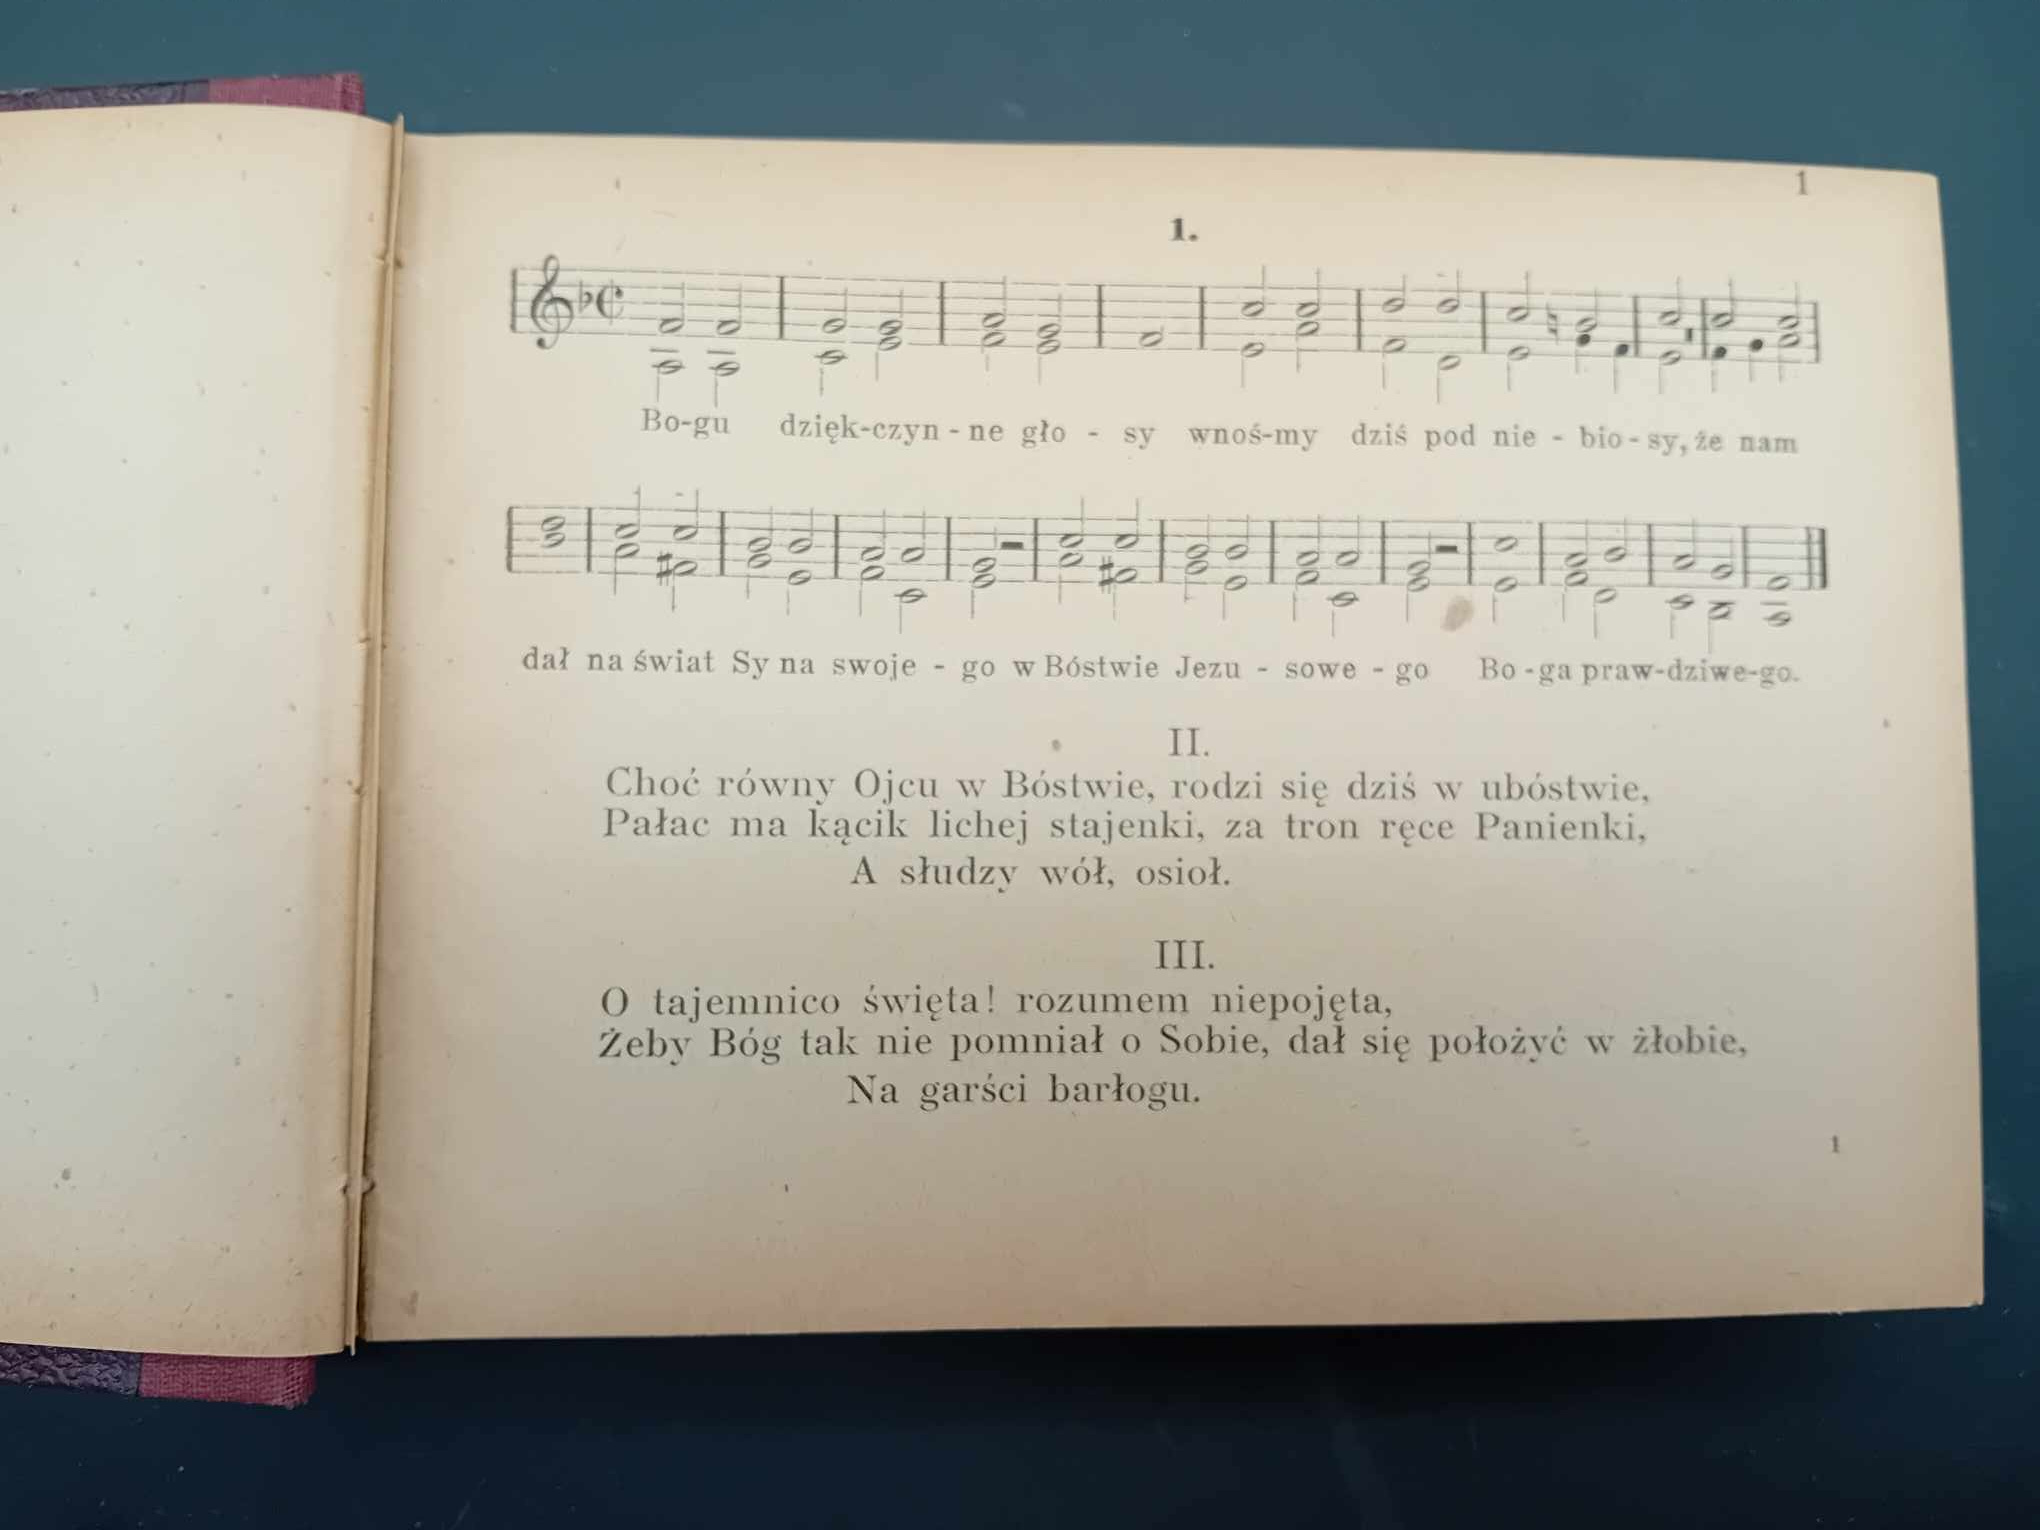 1
1.
Bo-gu dzięk-czyn - ne gło - sy wnoś-my dziś pod nie - bio - sy, że nam
dał na świat Sy na swoje - go w Bóstwie Jezu - sowe - go Bo - ga praw-dziwe-go.
II.
Choć równy Ojcu w Bóstwie, rodzi się dziś w ubóstwie,
Pałac ma kącik lichej stajenki, za tron ręce Panienki,
A słudzy wół, osioł.
III.
O tajemnico święta! rozumem niepojęta,
Żeby Bóg tak nie pomniał o Sobie, dał się położyć w żłobie,
Na garści barłogu.
1